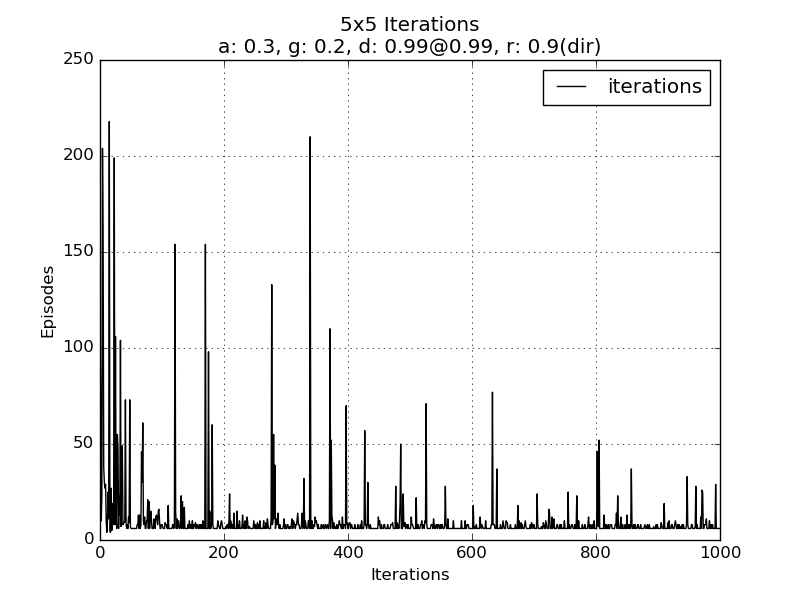 5x5 Iterations
a: 0.3, g: 0.2, d: 0.99@0.99, r: 0.9(dir)
250
iterations
200
150
Episodes
100
50
0
0 200 400 600 800 1000
Iterations